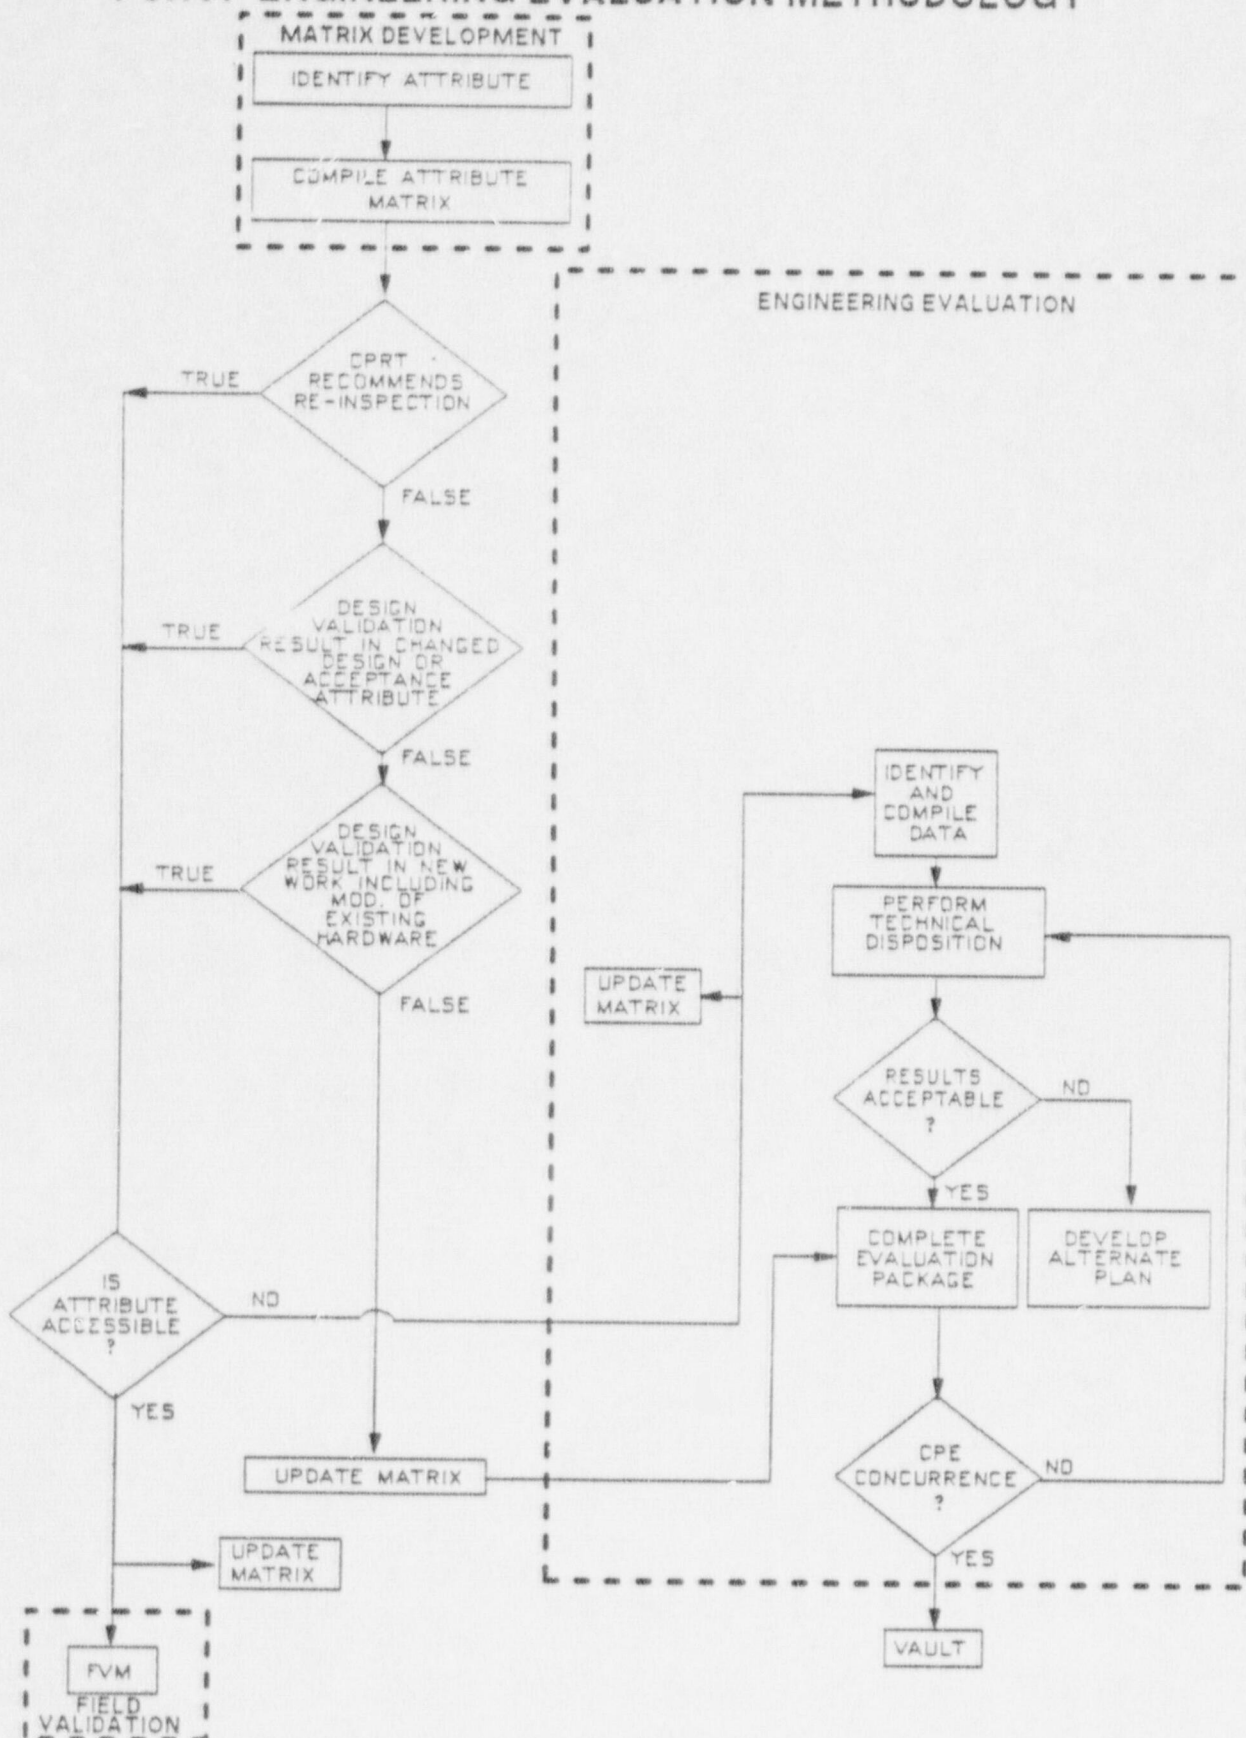 ENGINEERING EVALUATION METHODOLOGY
MATRIX DEVELOPMENT
IDENTIFY ATTRIBUTE
COMPILE ATTRIBUTE
MATRIX
ENGINEERING EVALUATION
CPRT
RECOMMENDS
RE-INSPECTION
TRUE
FALSE
DESIGN
VALIDATION
RESULT IN CHANGED
DESIGN OR
ACCEPTANCE
ATTRIBUTE
TRUE
FALSE
DESIGN
VALIDATION
RESULT IN NEW
WORK INCLUDING
MOD. OF
EXISTING
HARDWARE
TRUE
FALSE
IDENTIFY
AND
COMPILE
DATA
PERFORM
TECHNICAL
DISPOSITION
UPDATE
MATRIX
RESULTS
ACCEPTABLE
?
NO
YES
COMPLETE
EVALUATION
PACKAGE
DEVELOP
ALTERNATE
PLAN
IS
ATTRIBUTE
ACCESSIBLE
?
NO
YES
UPDATE MATRIX
CPE
CONCURRENCE
?
NO
YES
UPDATE
MATRIX
VAULT
FVM
FIELD
VALIDATION